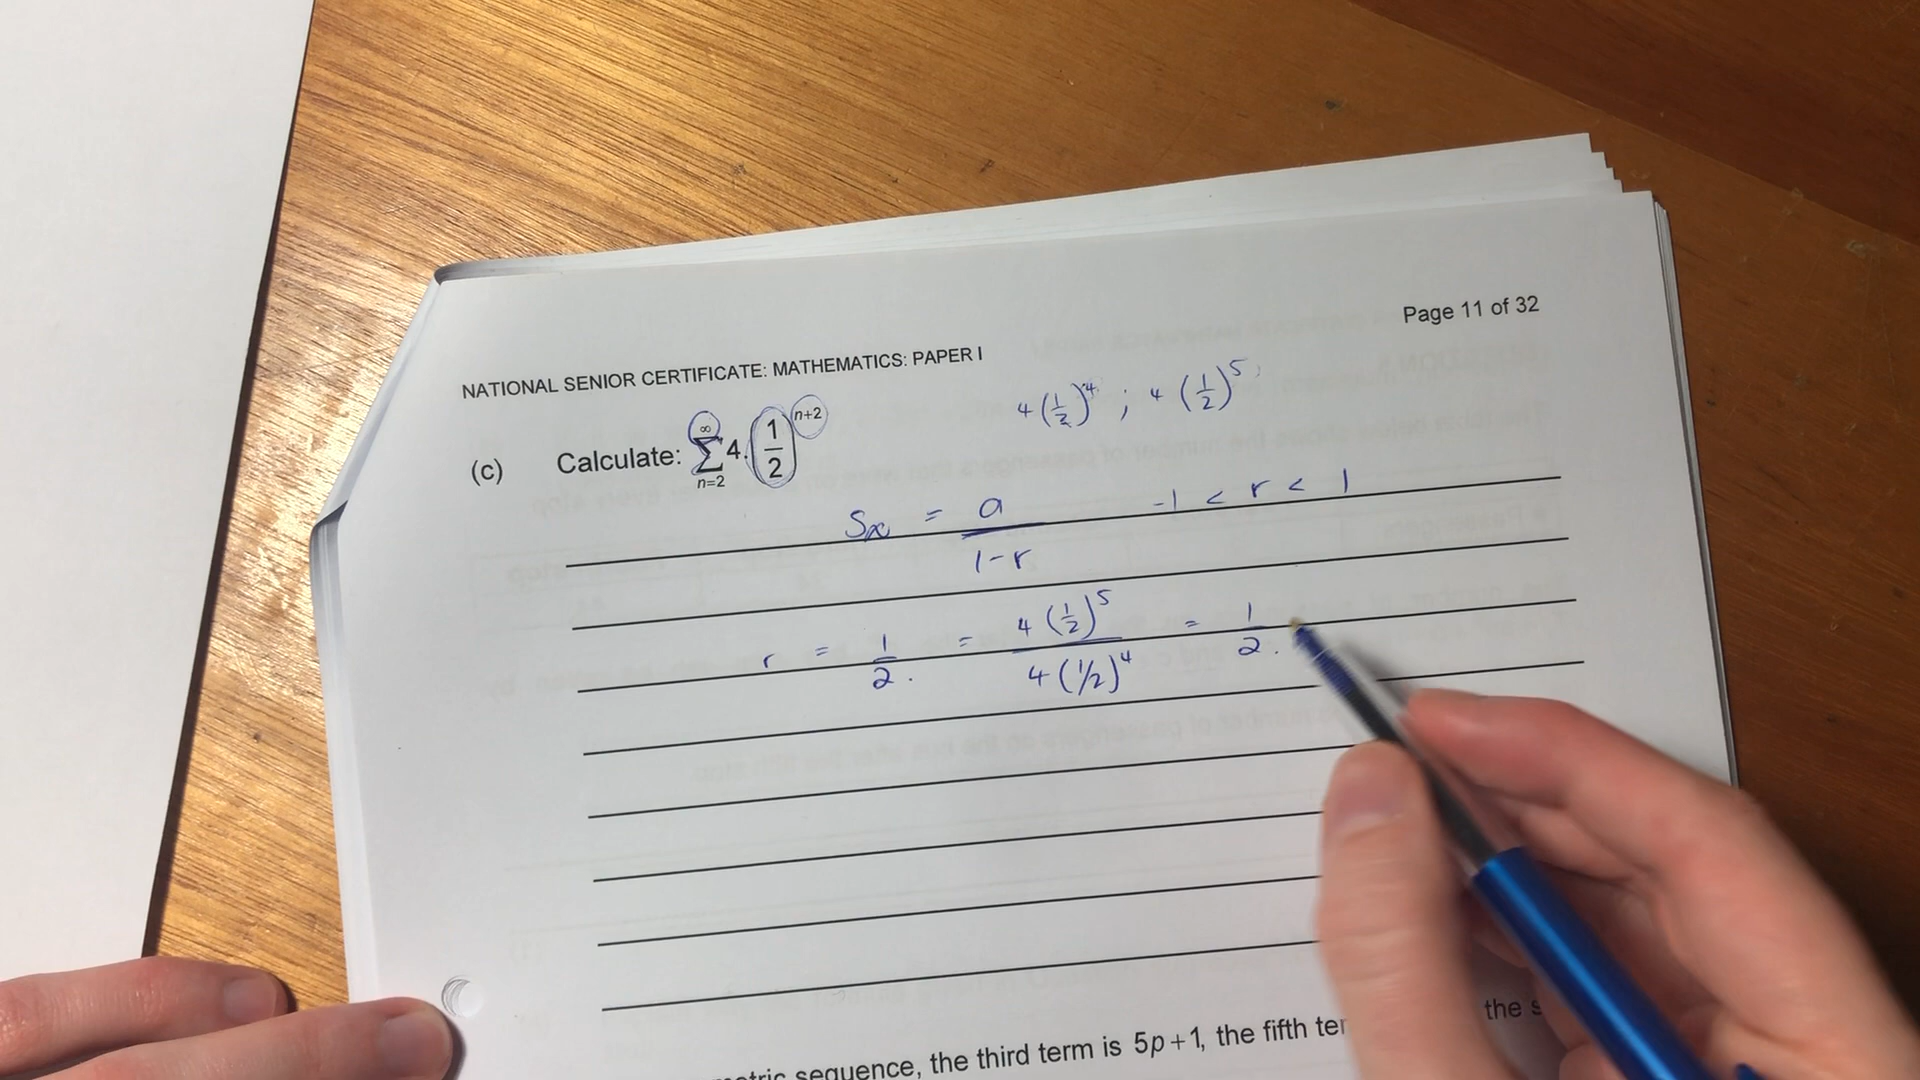 Page 11 of 32
NATIONAL SENIOR CERTIFICATE: MATHEMATICS: PAPER I
4(1/2)^4 ; 4(1/2)^5
(c) Calculate: ∑_{n=2}^{∞} 4.(1/2)^{n+2}
S∞ = a/(1-r) -1 < r < 1
r = 1/2. = 4(1/2)^5 / 4(1/2)^4 = 1/2.
sequence, the third term is 5p+1, the fifth the